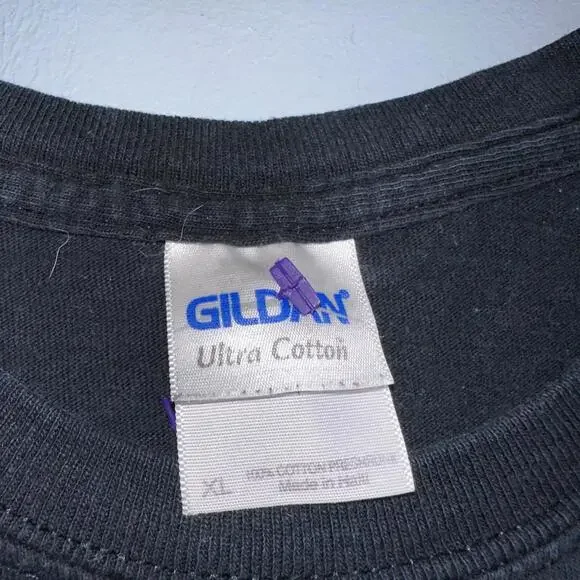 GILDAN®
Ultra Cotton®
100% COTTON PRESHRUNK
XL Made in Haiti